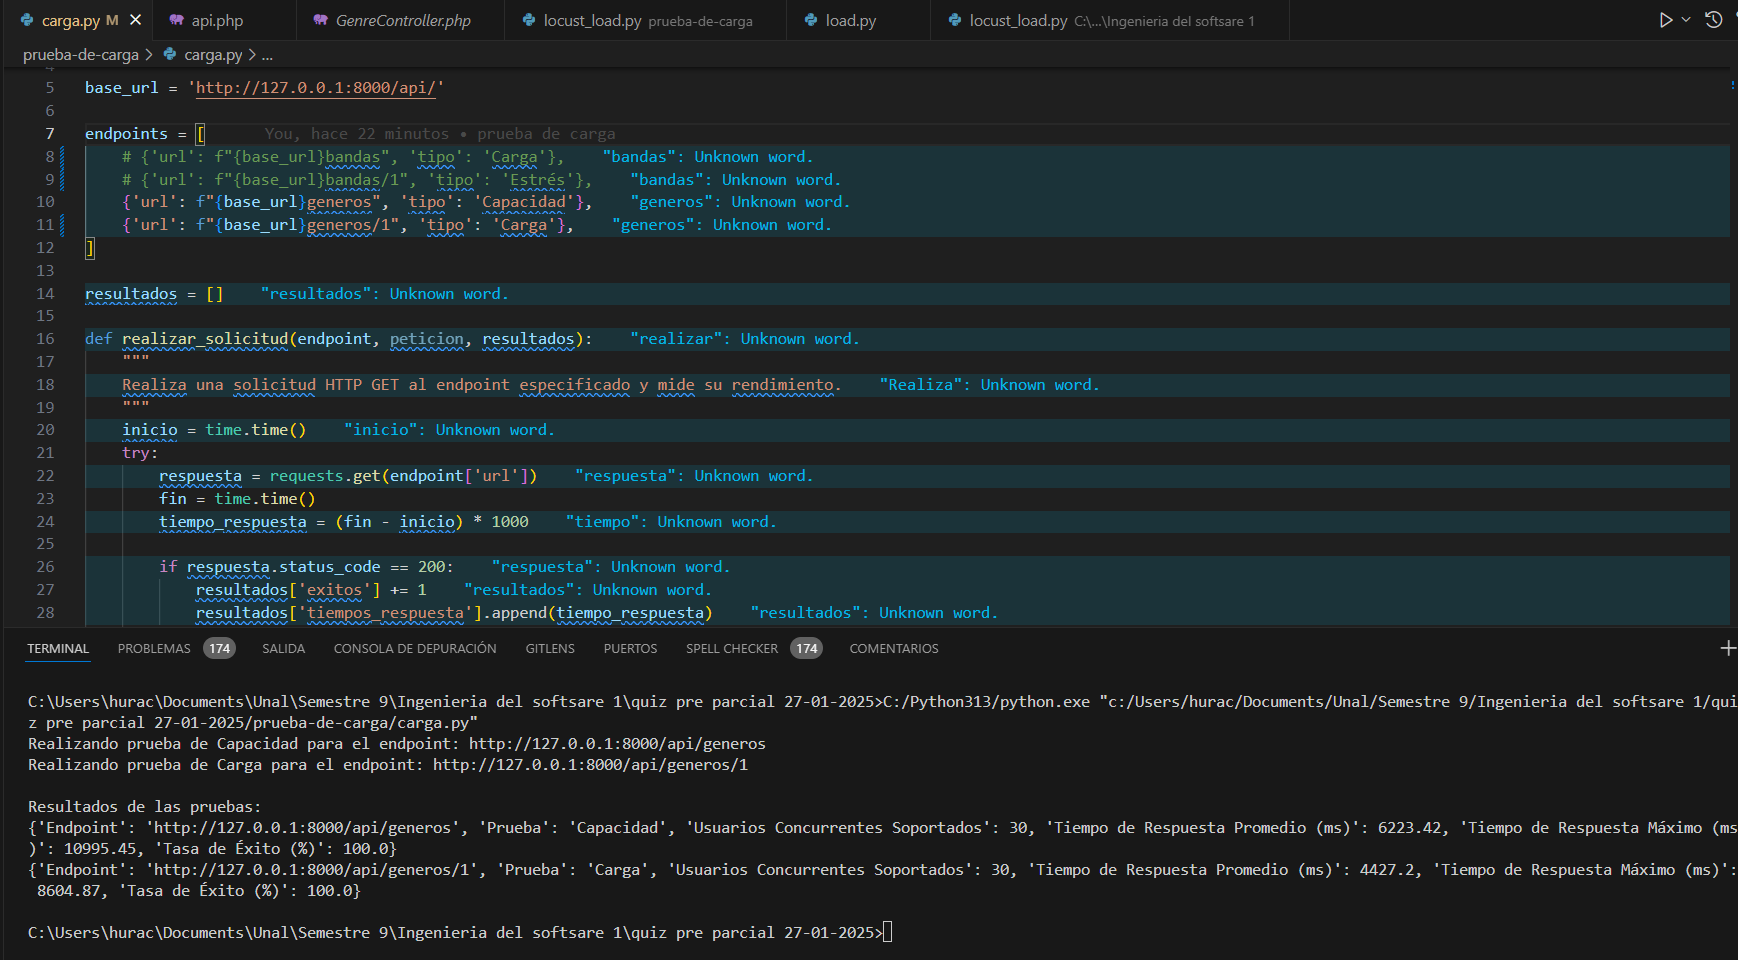 carga.py M
api.php
GenreController.php
locust_load.py prueba-de-carga
load.py
locust_load.py C:\...\Ingenieria del softsare 1
prueba-de-carga > carga.py > ...
5 base_url = 'http://127.0.0.1:8000/api/'
6
7 endpoints = [ You, hace 22 minutos • prueba de carga
8 # {'url': f"{base_url}bandas", 'tipo': 'Carga'}, "bandas": Unknown word.
9 # {'url': f"{base_url}bandas/1", 'tipo': 'Estrés'}, "bandas": Unknown word.
10 {'url': f"{base_url}generos", 'tipo': 'Capacidad'}, "generos": Unknown word.
11 {'url': f"{base_url}generos/1", 'tipo': 'Carga'}, "generos": Unknown word.
12 ]
13
14 resultados = [] "resultados": Unknown word.
15
16 def realizar_solicitud(endpoint, peticion, resultados): "realizar": Unknown word.
17 """
18 Realiza una solicitud HTTP GET al endpoint especificado y mide su rendimiento. "Realiza": Unknown word.
19 """
20 inicio = time.time() "inicio": Unknown word.
21 try:
22 respuesta = requests.get(endpoint['url']) "respuesta": Unknown word.
23 fin = time.time()
24 tiempo_respuesta = (fin - inicio) * 1000 "tiempo": Unknown word.
25
26 if respuesta.status_code == 200: "respuesta": Unknown word.
27 resultados['exitos'] += 1 "resultados": Unknown word.
28 resultados['tiempos_respuesta'].append(tiempo_respuesta) "resultados": Unknown word.
TERMINAL PROBLEMAS 174 SALIDA CONSOLA DE DEPURACIÓN GITLENS PUERTOS SPELL CHECKER 174 COMENTARIOS
C:\Users\hurac\Documents\Unal\Semestre 9\Ingenieria del softsare 1\quiz pre parcial 27-01-2025>C:/Python313/python.exe "c:/Users/hurac/Documents/Unal/Semestre 9/Ingenieria del softsare 1/qui
z pre parcial 27-01-2025/prueba-de-carga/carga.py"
Realizando prueba de Capacidad para el endpoint: http://127.0.0.1:8000/api/generos
Realizando prueba de Carga para el endpoint: http://127.0.0.1:8000/api/generos/1
Resultados de las pruebas:
{'Endpoint': 'http://127.0.0.1:8000/api/generos', 'Prueba': 'Capacidad', 'Usuarios Concurrentes Soportados': 30, 'Tiempo de Respuesta Promedio (ms)': 6223.42, 'Tiempo de Respuesta Máximo (ms
)': 10995.45, 'Tasa de Éxito (%)': 100.0}
{'Endpoint': 'http://127.0.0.1:8000/api/generos/1', 'Prueba': 'Carga', 'Usuarios Concurrentes Soportados': 30, 'Tiempo de Respuesta Promedio (ms)': 4427.2, 'Tiempo de Respuesta Máximo (ms)':
8604.87, 'Tasa de Éxito (%)': 100.0}
C:\Users\hurac\Documents\Unal\Semestre 9\Ingenieria del softsare 1\quiz pre parcial 27-01-2025>